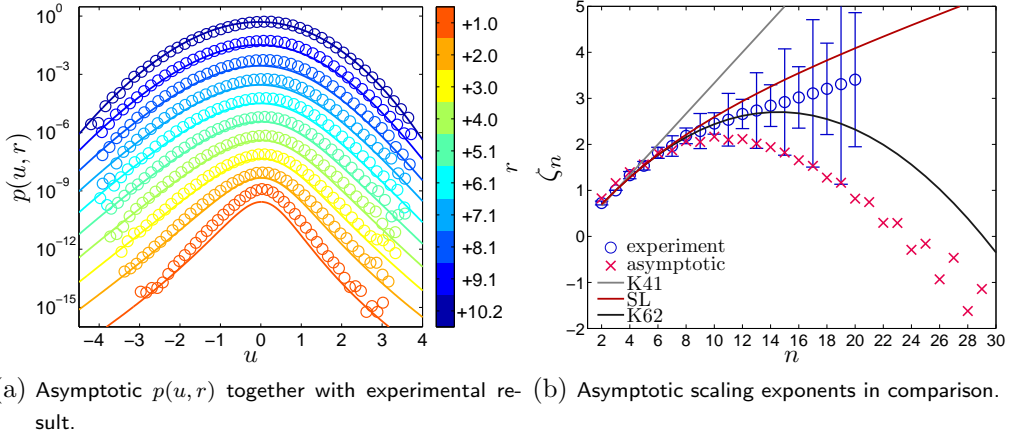 10^0
10^{-3}
10^{-6}
10^{-9}
10^{-12}
10^{-15}
p(u, r)
−4 −3 −2 −1 0 1 2 3 4
u
+1.0
+2.0
+3.0
+4.0
+5.1
+6.1
+7.1
+8.1
+9.1
+10.2
r
5
4
3
2
1
0
−1
−2
ζ_n
experiment
asymptotic
K41
SL
K62
2 4 6 8 10 12 14 16 18 20 22 24 26 28 30
n
a) Asymptotic p(u, r) together with experimental re-
sult.
(b) Asymptotic scaling exponents in comparison.